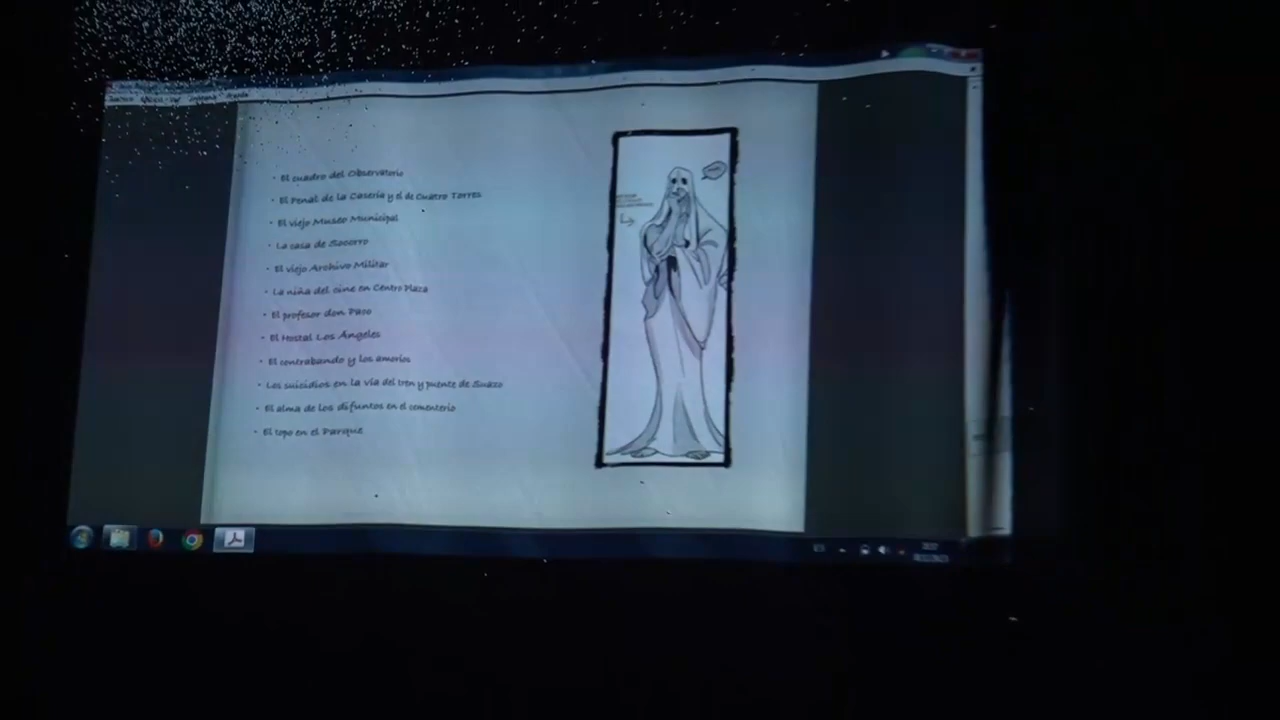 • El cuadro del Observatorio
• El Penal de la Casería y el de Cuatro Torres
• El viejo Museo Municipal
• La casa de Socorro
• El viejo Archivo Militar
• La niña del cine en Centro Plaza
• El profesor don Paco
• El Hostal Los Ángeles
• El contrabando y los amoríos
• Los suicidios en la vía del tren y puente de Suazo
• El alma de los difuntos en el cementerio
• El topo en el Parque